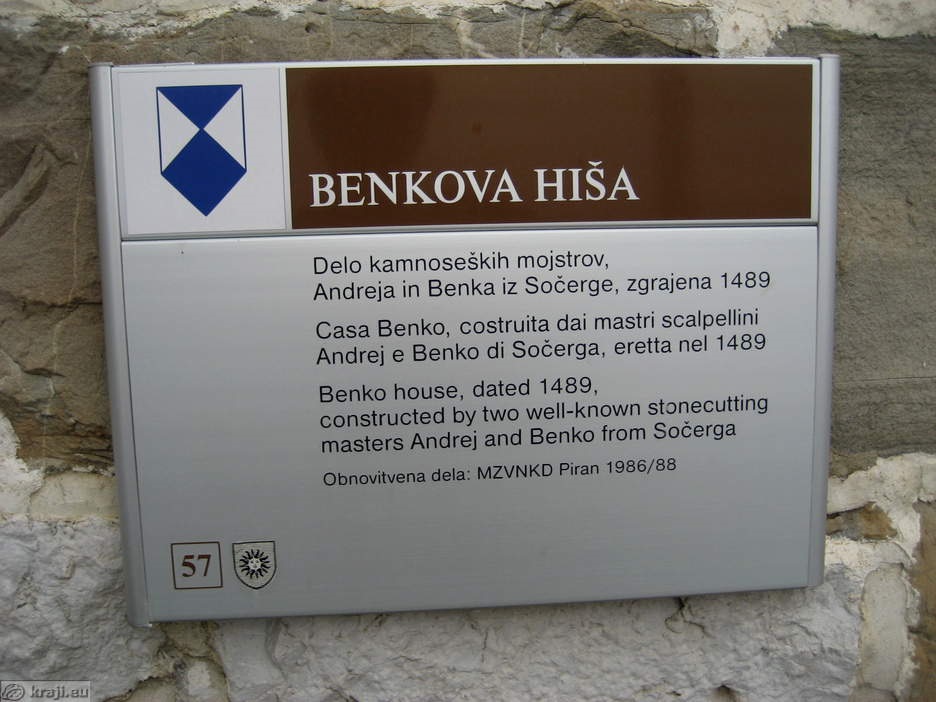 BENKOVA HIŠA
Delo kamnoseških mojstrov,
Andreja in Benka iz Sočerge, zgrajena 1489
Casa Benko, costruita dai mastri scalpellini
Andrej e Benko di Sočerga, eretta nel 1489
Benko house, dated 1489,
constructed by two well-known stonecutting
masters Andrej and Benko from Sočerga
Obnovitvena dela: MZVNKD Piran 1986/88
57
kraji.eu